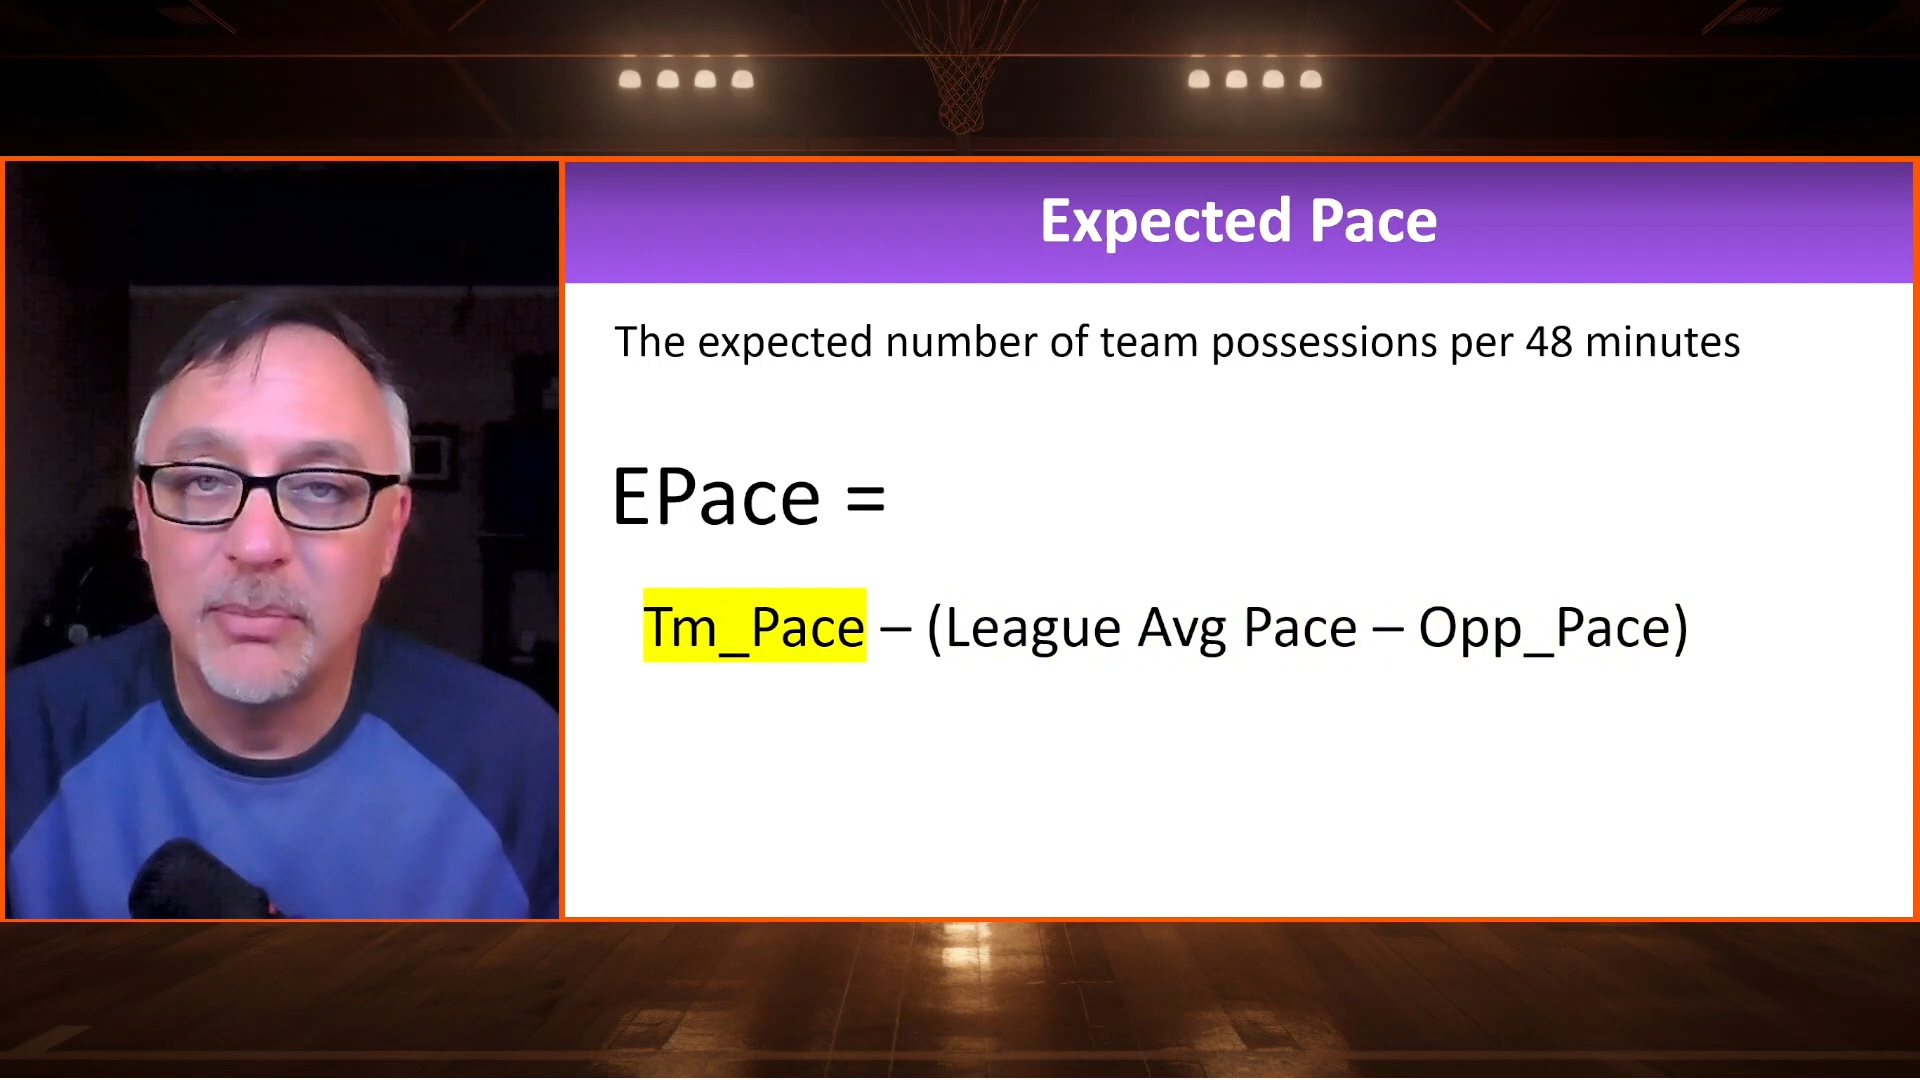 Expected Pace
The expected number of team possessions per 48 minutes
EPace =
Tm_Pace – (League Avg Pace – Opp_Pace)